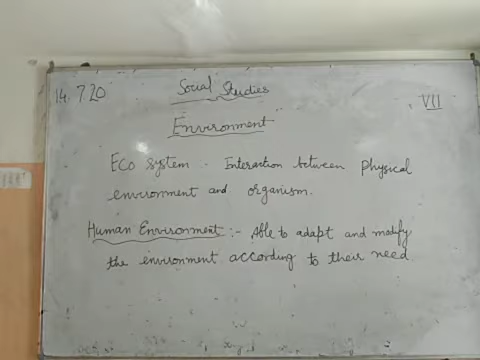 14.7.20
Social Studies
VII
Environment
Eco system - Interaction between physical
environment and organism.
Human Environment :- Able to adapt and modify
the environment according to their need